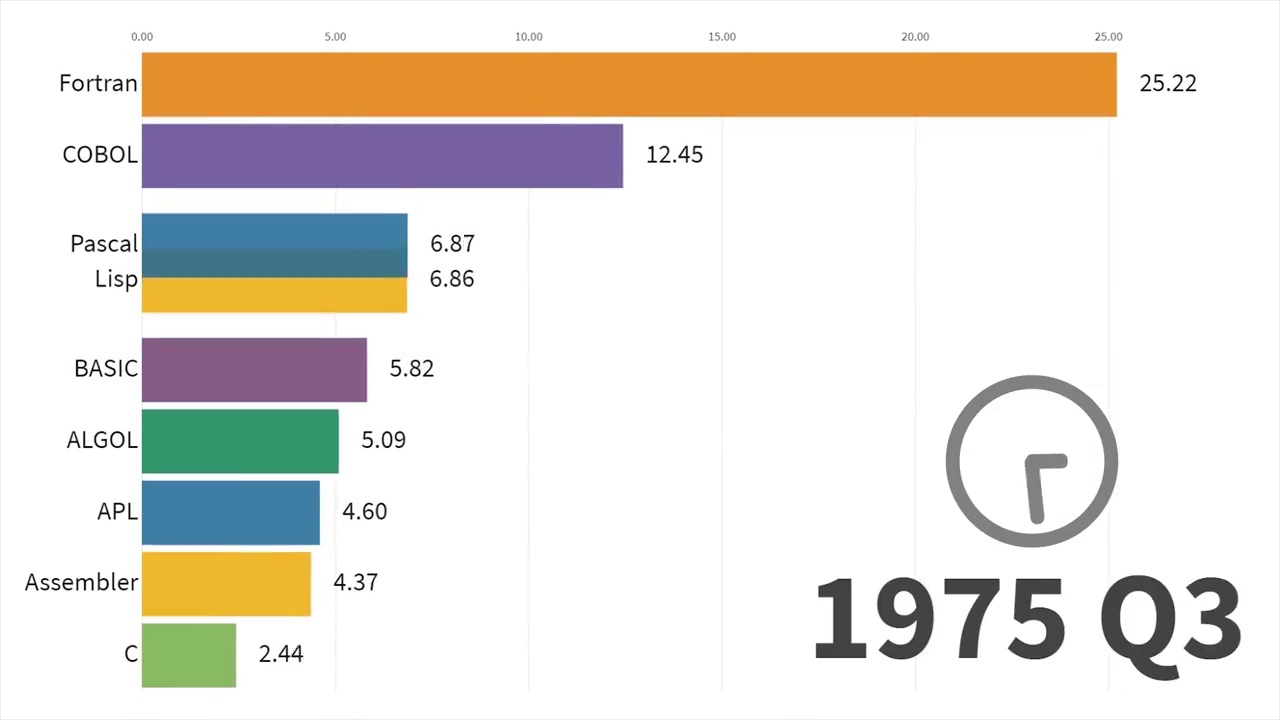 0.00 5.00 10.00 15.00 20.00 25.00
Fortran 25.22
COBOL 12.45
Pascal 6.87
Lisp 6.86
BASIC 5.82
ALGOL 5.09
APL 4.60
Assembler 4.37
C 2.44
1975 Q3